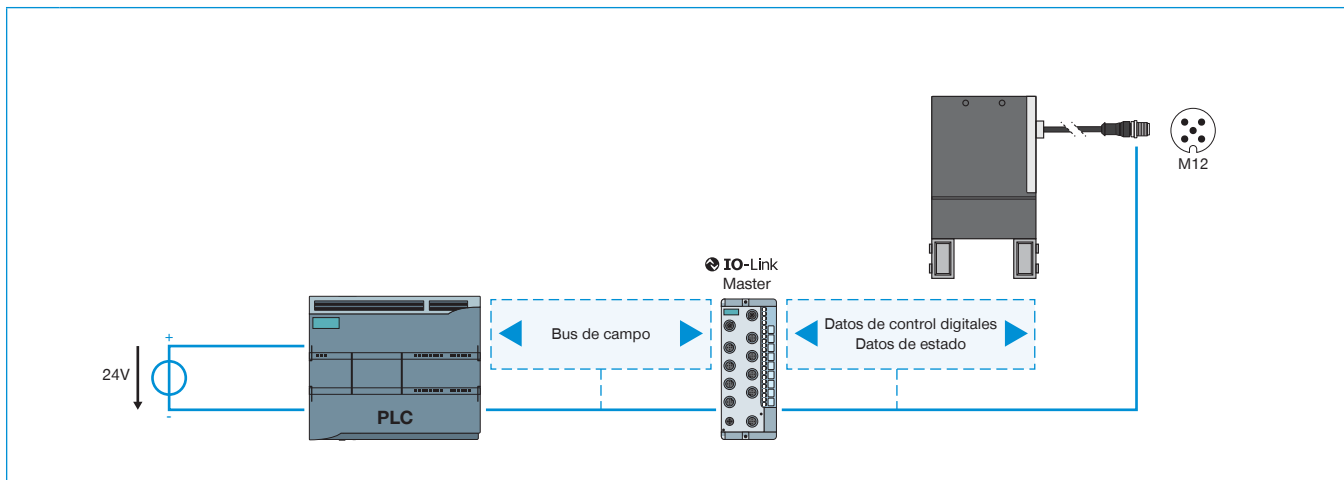 M12
IO-Link
Master
Bus de campo
Datos de control digitales
Datos de estado
+
24V
-
PLC